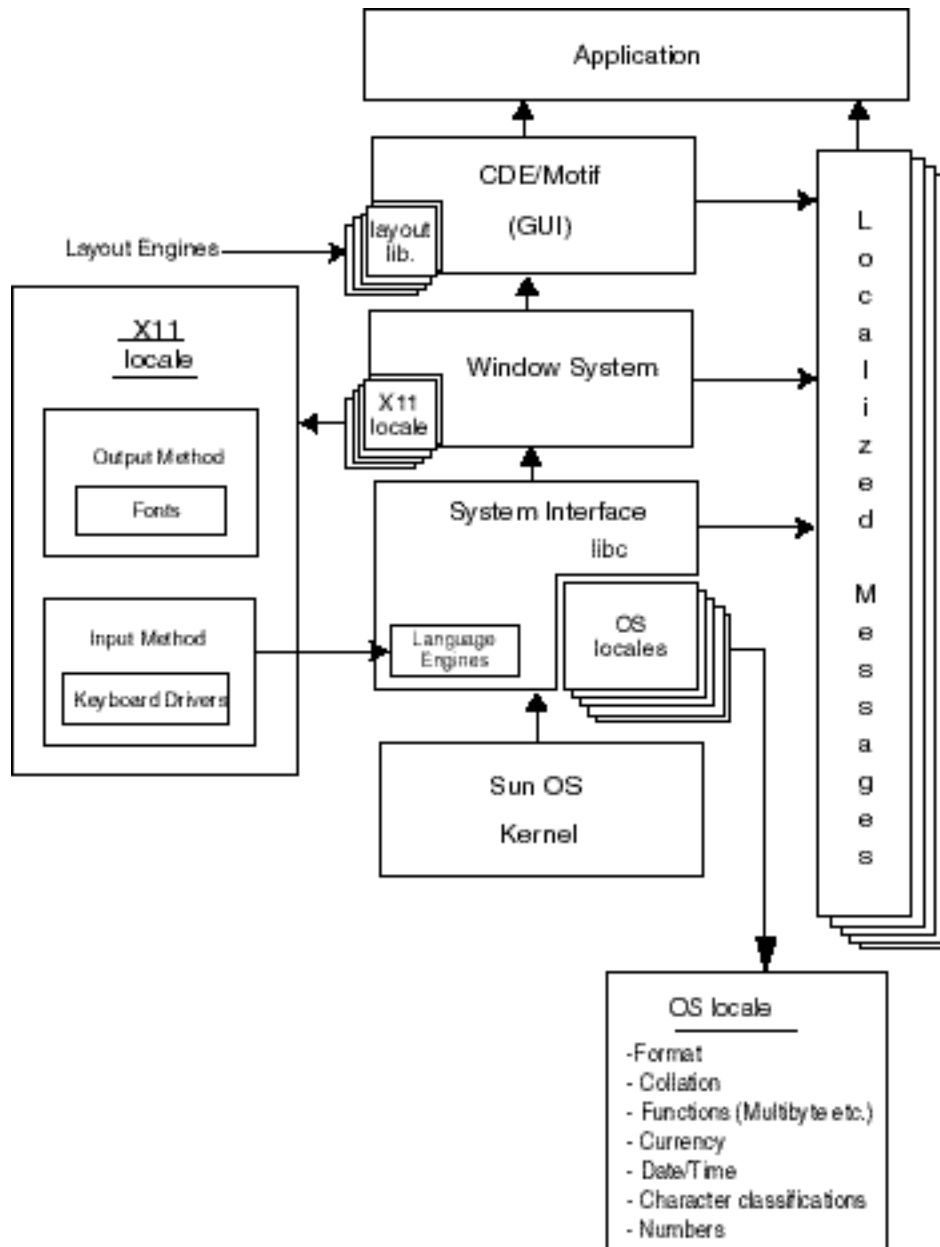 Application
CDE/Motif
(GUI)
layout
lib.
Layout Engines
X11
locale
Output Method
Fonts
Input Method
Keyboard Drivers
Window System
X11
locale
System Interface
libc
Language
Engines
OS
locales
Sun OS
Kernel
Localized Messages
OS locale
-Format
- Collation
- Functions (Multibyte etc.)
- Currency
- Date/Time
- Character classifications
- Numbers